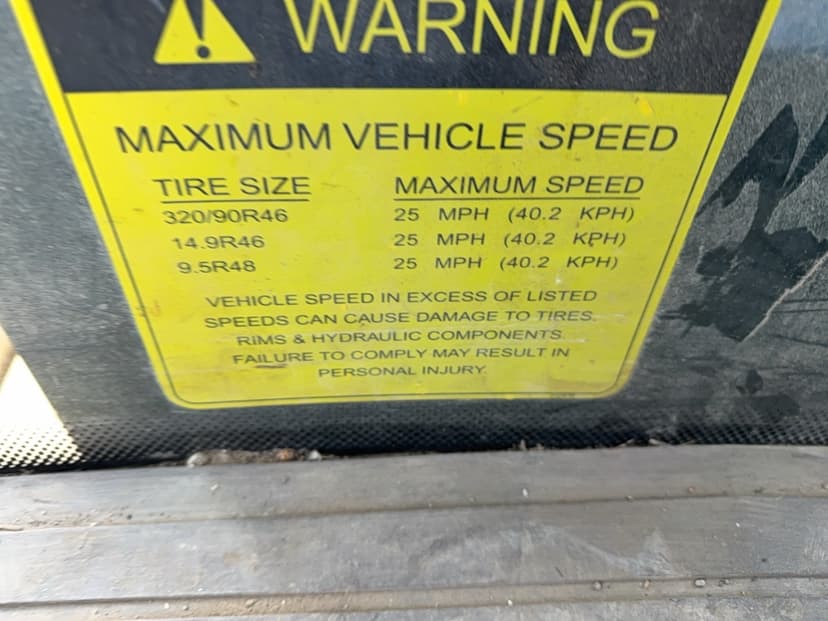 WARNING
MAXIMUM VEHICLE SPEED
TIRE SIZE MAXIMUM SPEED
320/90R46 25 MPH (40.2 KPH)
14.9R46 25 MPH (40.2 KPH)
9.5R48 25 MPH (40.2 KPH)
VEHICLE SPEED IN EXCESS OF LISTED
SPEEDS CAN CAUSE DAMAGE TO TIRES,
RIMS & HYDRAULIC COMPONENTS.
FAILURE TO COMPLY MAY RESULT IN
PERSONAL INJURY.